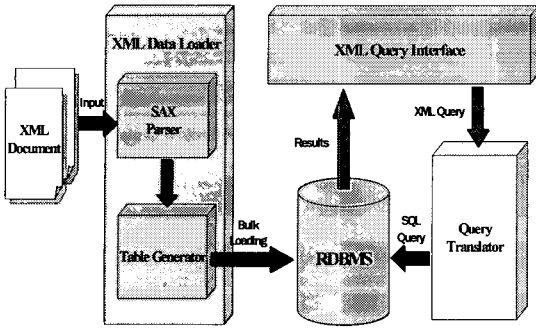 XML Data Loader
XML Query Interface
XML
Document
Input
SAX
Parser
Results
XML Query
Table Generator
Bulk
Loading
RDBMS
SQL
Query
Query
Translator